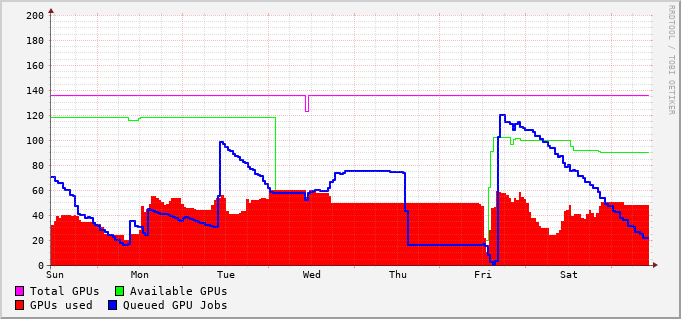 200
180
160
140
120
100
80
60
40
20
0
Sun Mon Tue Wed Thu Fri Sat
Total GPUs Available GPUs
GPUs used Queued GPU Jobs
RRDTOOL / TOBI OETIKER